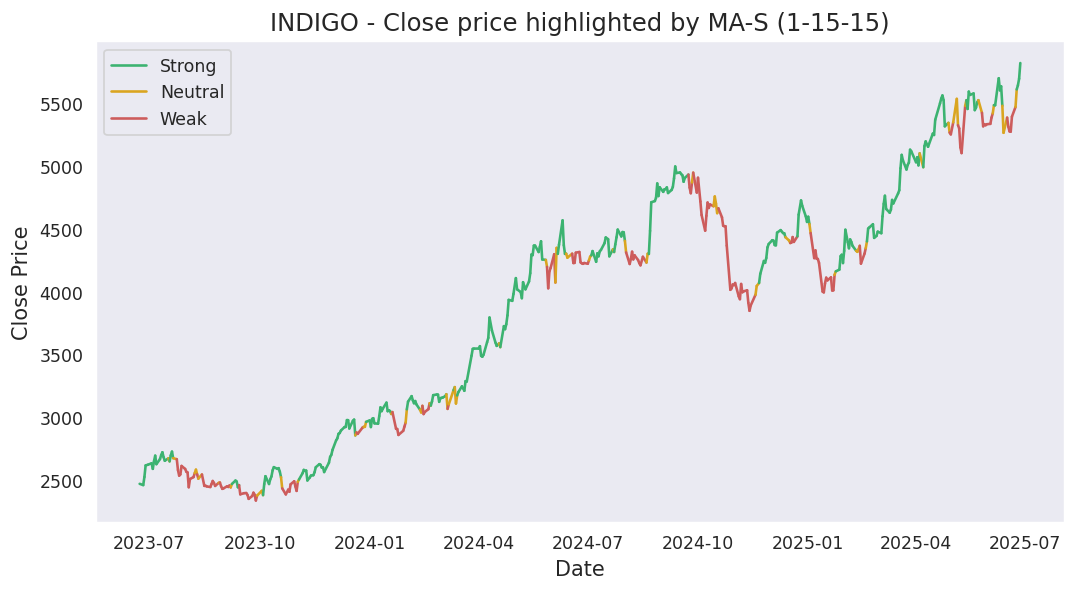 INDIGO - Close price highlighted by MA-S (1-15-15)
Strong
Neutral
Weak
Close Price
5500
5000
4500
4000
3500
3000
2500
2023-07 2023-10 2024-01 2024-04 2024-07 2024-10 2025-01 2025-04 2025-07
Date